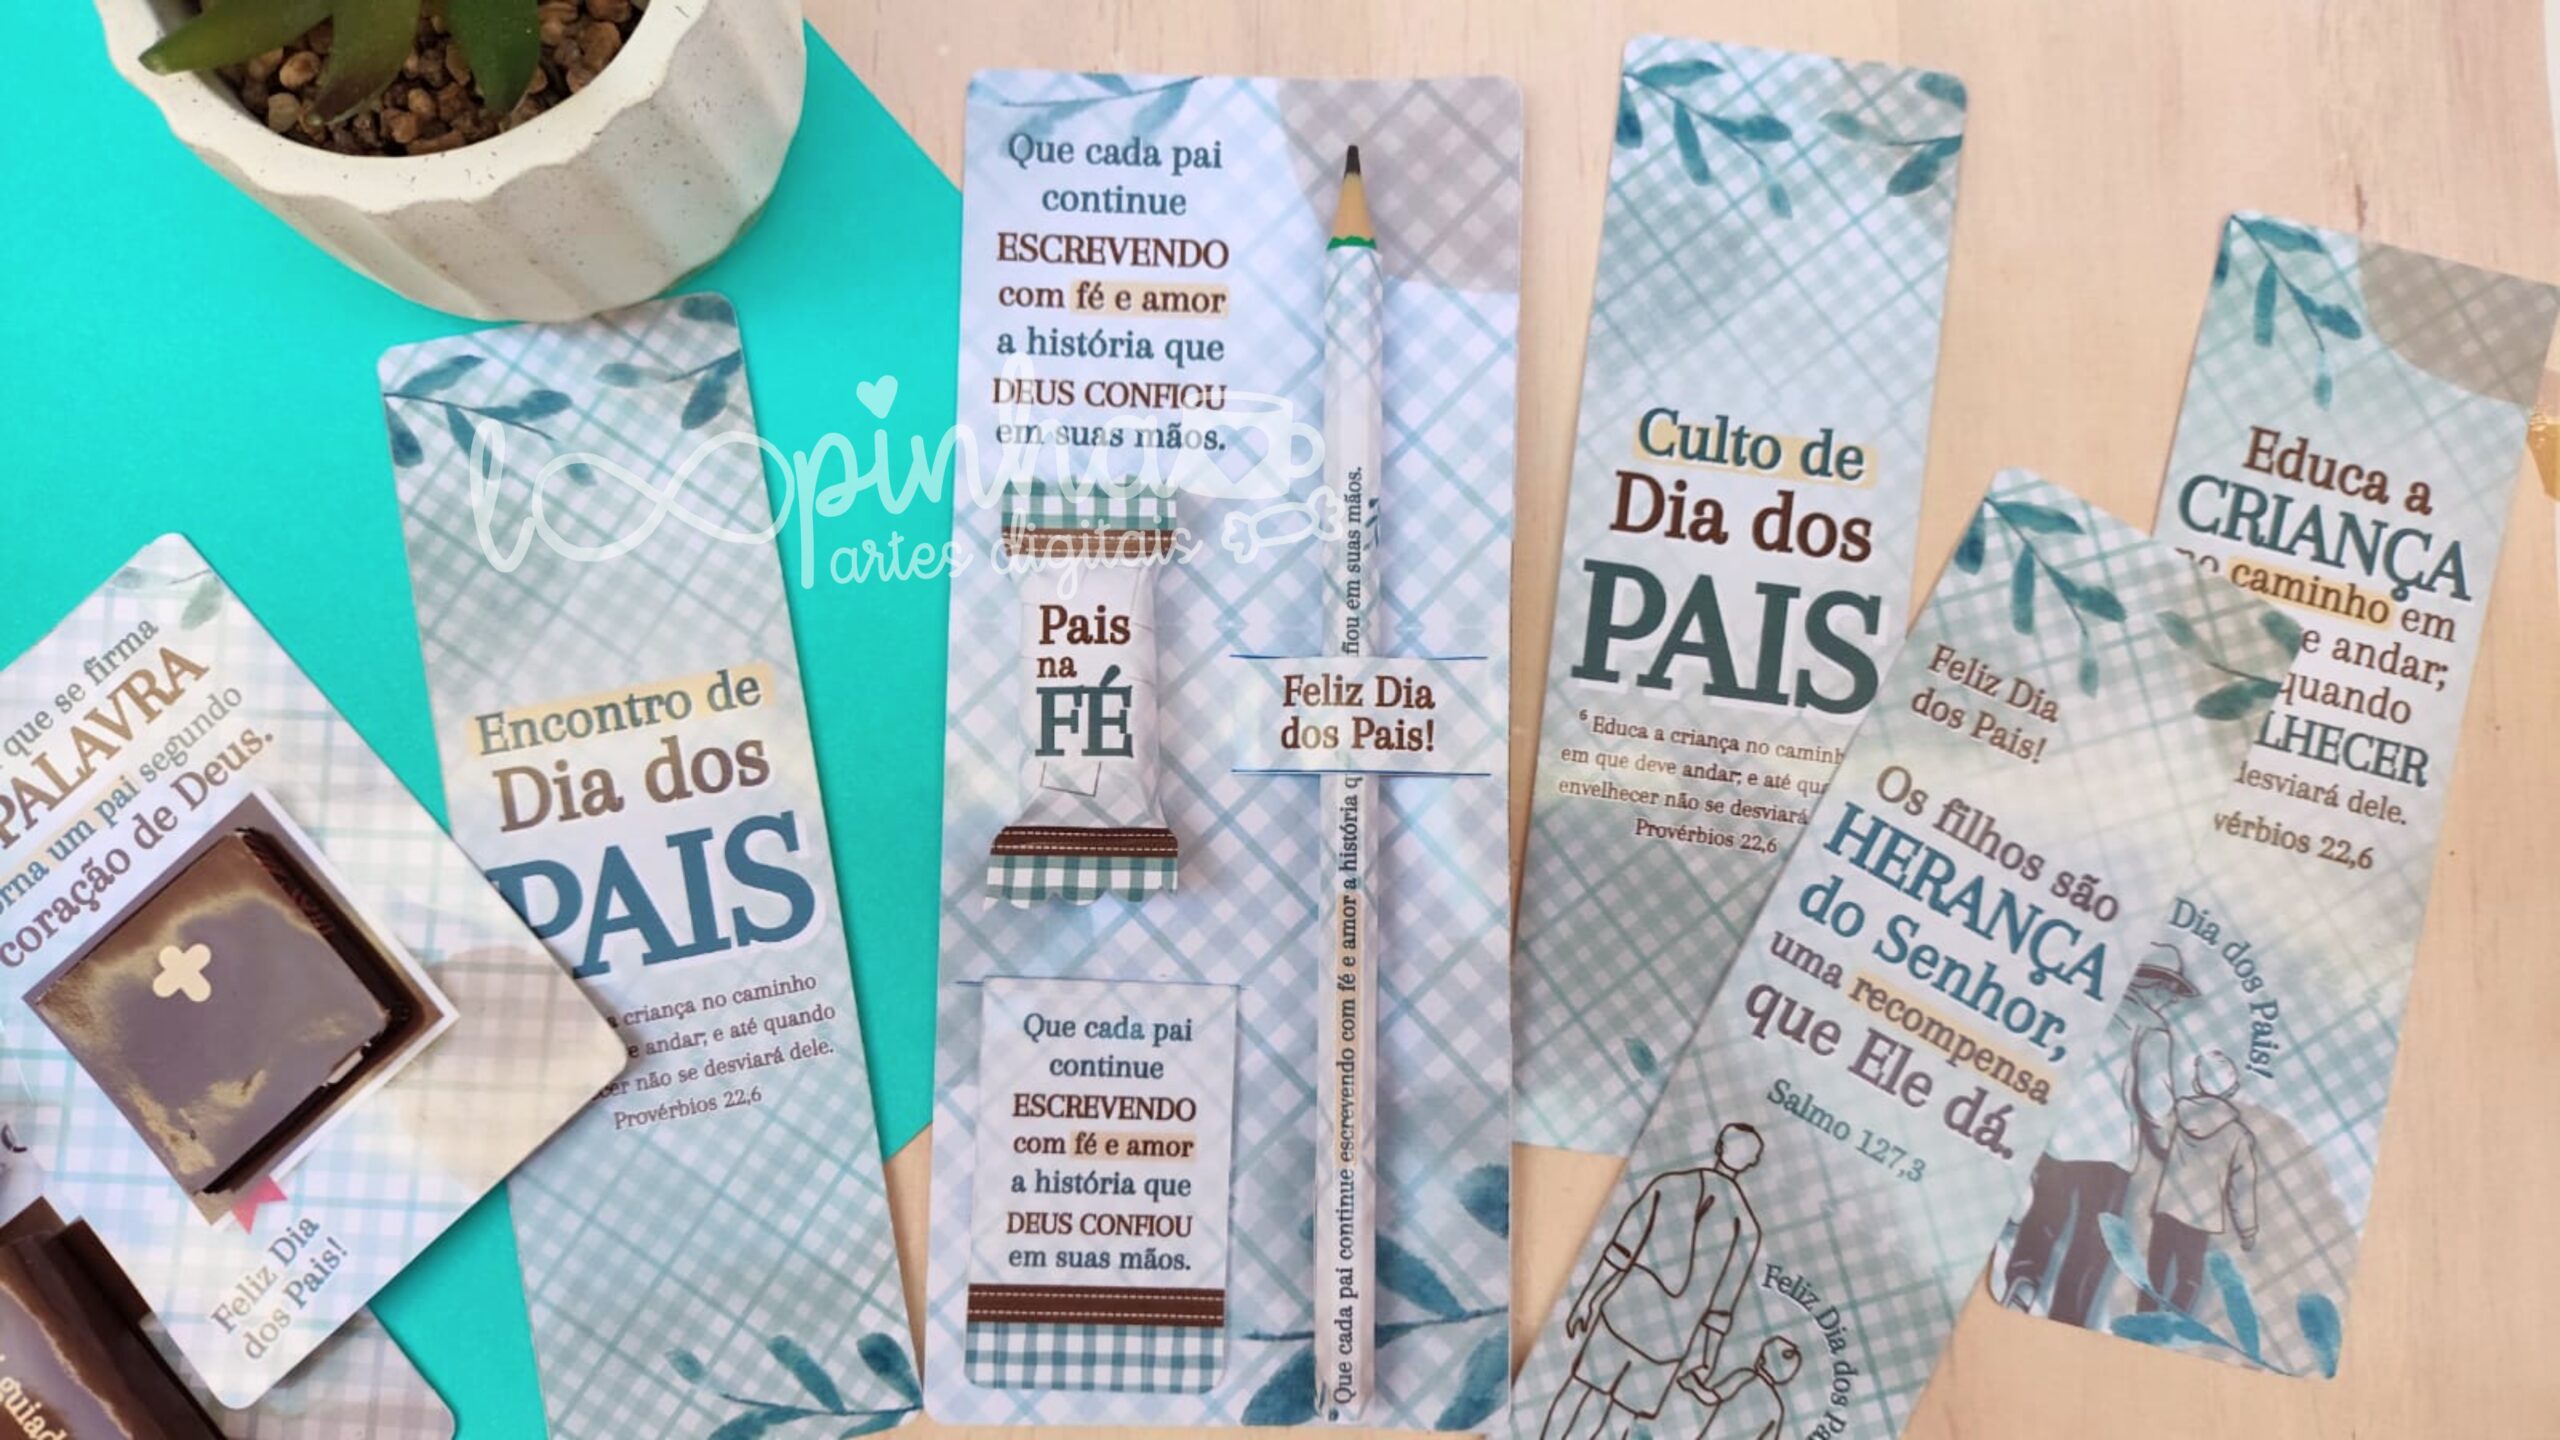 que se firma
PALAVRA
um pai segundo
coração de Deus.
Feliz Dia
dos Pais!
Encontro de
Dia dos
PAIS
criança no caminho
andar; e até quando
não se desviará dele.
Provérbios 22,6
Que cada pai
continue
ESCREVENDO
com fé e amor
a história que
DEUS CONFIOU
em suas mãos.
loopinha
artes digitais
Pais
na
FÉ
Que cada pai
continue
ESCREVENDO
com fé e amor
a história que
DEUS CONFIOU
em suas mãos.
Feliz Dia
dos Pais!
Que cada pai continue escrevendo com fé e amor a história em suas mãos.
Culto de
Dia dos
PAIS
6 Educa a criança no
em que deve andar; e até
envelhecer não se desviará
Provérbios 22,6
Feliz Dia
dos Pais!
Os filhos são
HERANÇA
do Senhor,
uma recompensa
que Ele dá.
Salmo 127,3
Feliz Dia dos
Educa a
CRIANÇA
no caminho em
e andar;
quando
desviará dele.
22,6
Dia dos Pais!